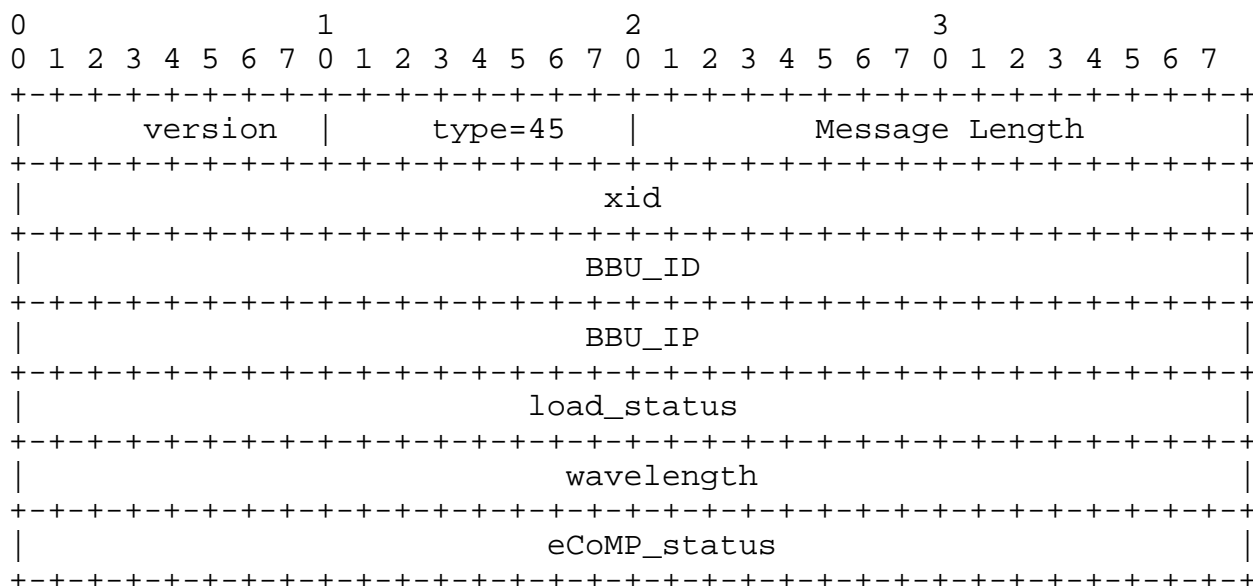 0                   1                   2                   3
0 1 2 3 4 5 6 7 0 1 2 3 4 5 6 7 0 1 2 3 4 5 6 7 0 1 2 3 4 5 6 7
+-+-+-+-+-+-+-+-+-+-+-+-+-+-+-+-+-+-+-+-+-+-+-+-+-+-+-+-+-+-+-+-+
|      version  |     type=45   |         Message Length        |
+-+-+-+-+-+-+-+-+-+-+-+-+-+-+-+-+-+-+-+-+-+-+-+-+-+-+-+-+-+-+-+-+
|                              xid                              |
+-+-+-+-+-+-+-+-+-+-+-+-+-+-+-+-+-+-+-+-+-+-+-+-+-+-+-+-+-+-+-+-+
|                             BBU_ID                            |
+-+-+-+-+-+-+-+-+-+-+-+-+-+-+-+-+-+-+-+-+-+-+-+-+-+-+-+-+-+-+-+-+
|                             BBU_IP                            |
+-+-+-+-+-+-+-+-+-+-+-+-+-+-+-+-+-+-+-+-+-+-+-+-+-+-+-+-+-+-+-+-+
|                          load_status                          |
+-+-+-+-+-+-+-+-+-+-+-+-+-+-+-+-+-+-+-+-+-+-+-+-+-+-+-+-+-+-+-+-+
|                            wavelength                         |
+-+-+-+-+-+-+-+-+-+-+-+-+-+-+-+-+-+-+-+-+-+-+-+-+-+-+-+-+-+-+-+-+
|                           eCoMP_status                        |
+-+-+-+-+-+-+-+-+-+-+-+-+-+-+-+-+-+-+-+-+-+-+-+-+-+-+-+-+-+-+-+-+